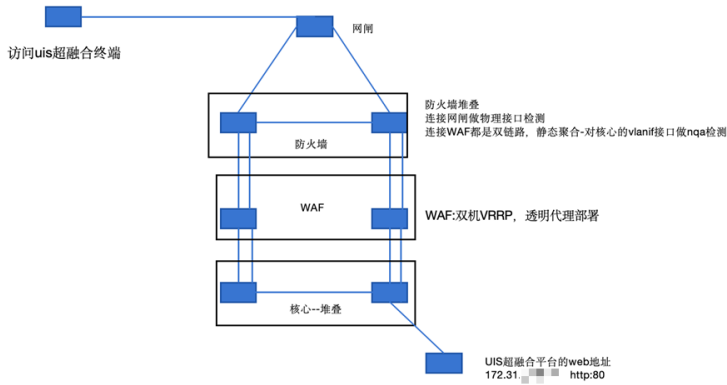 网闸
访问uis超融合终端
防火墙堆叠
连接网闸做物理接口检测
连接WAF都是双链路，静态聚合-对核心的vlanif接口做nqa检测
防火墙
WAF
WAF:双机VRRP，透明代理部署
核心--堆叠
UIS超融合平台的web地址
172.31. http:80